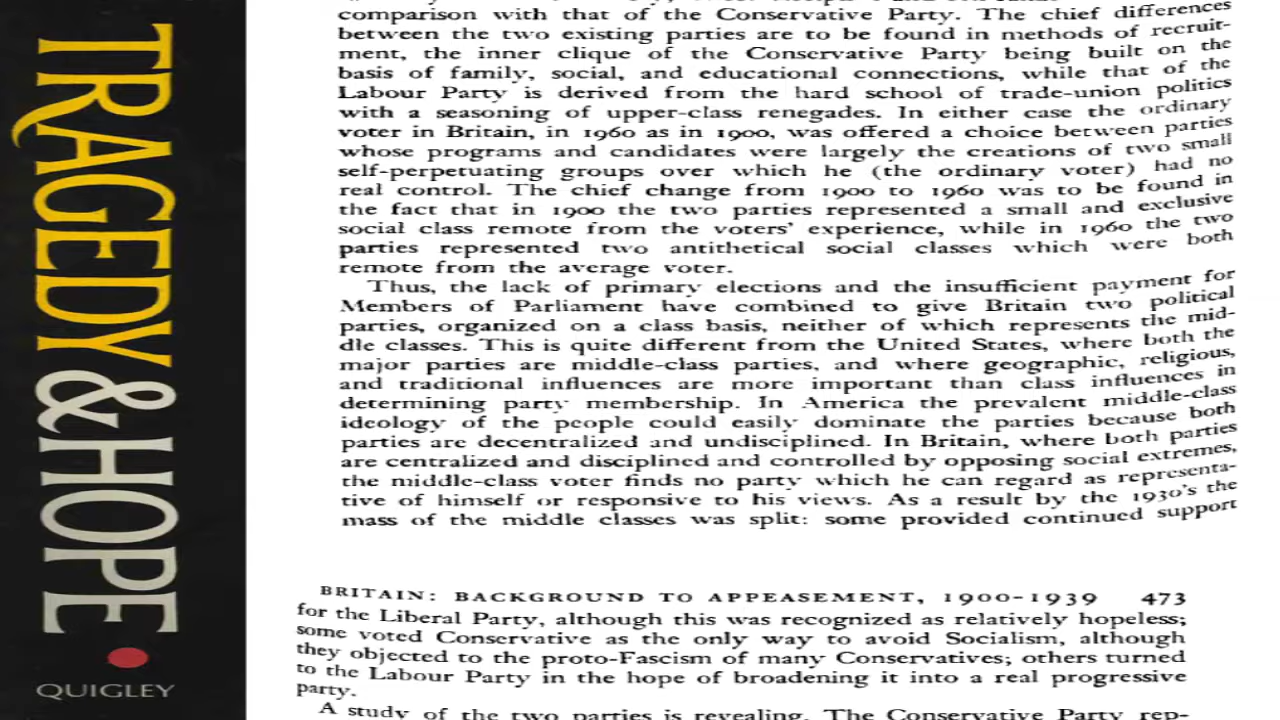 TRAGEDY & HOPE
QUIGLEY
comparison with that of the Conservative Party. The chief differences
between the two existing parties are to be found in methods of recruit-
ment, the inner clique of the Conservative Party being built on the
basis of family, social, and educational connections, while that of the
Labour Party is derived from the hard school of trade-union politics
with a seasoning of upper-class renegades. In either case the ordinary
voter in Britain, in 1960 as in 1900, was offered a choice between parties
whose programs and candidates were largely the creations of two small
self-perpetuating groups over which he (the ordinary voter) had no
real control. The chief change from 1900 to 1960 was to be found in
the fact that in 1900 the two parties represented a small and exclusive
social class remote from the voters' experience, while in 1960 the two
parties represented two antithetical social classes which were both
remote from the average voter.
Thus, the lack of primary elections and the insufficient payment for
Members of Parliament have combined to give Britain two political
parties, organized on a class basis, neither of which represents the mid-
dle classes. This is quite different from the United States, where both the
major parties are middle-class parties, and where geographic, religious,
and traditional influences are more important than class influences in
determining party membership. In America the prevalent middle-class
ideology of the people could easily dominate the parties because both
parties are decentralized and undisciplined. In Britain, where both parties
are centralized and disciplined and controlled by opposing social extremes,
the middle-class voter finds no party which he can regard as representa-
tive of himself or responsive to his views. As a result by the 1930's the
mass of the middle classes was split: some provided continued support
BRITAIN: BACKGROUND TO APPEASEMENT, 1900-1939 473
for the Liberal Party, although this was recognized as relatively hopeless;
some voted Conservative as the only way to avoid Socialism, although
they objected to the proto-Fascism of many Conservatives; others turned
to the Labour Party in the hope of broadening it into a real progressive
party.
A study of the two parties is revealing. The Conservative Party rep-